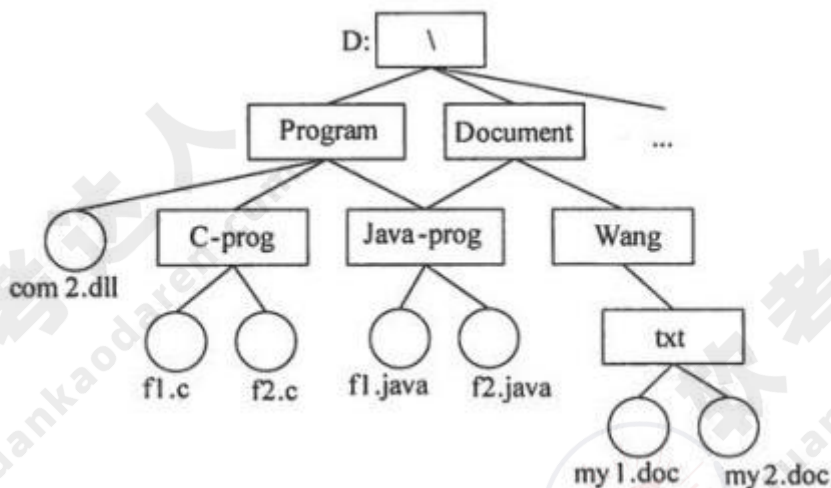 D: \
Program Document ...
C-prog Java-prog Wang
com 2.dll
txt
f1.c f2.c f1.java f2.java
my 1.doc my 2.doc